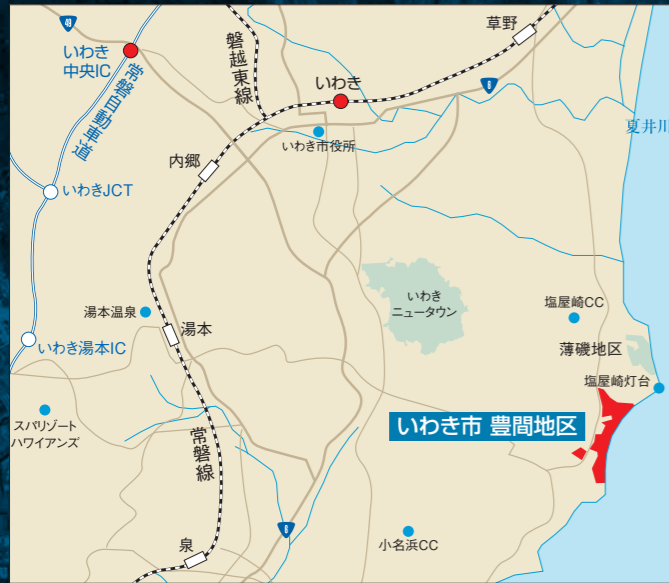 49
草野
いわき
中央IC
磐越東線
いわき
6
常磐自動車道
夏井川
いわき市役所
内郷
いわきJCT
いわき
ニュータウン
塩屋崎CC
湯本温泉
湯本
薄磯地区
いわき湯本IC
塩屋崎灯台
スパリゾート
ハワイアンズ
いわき市 豊間地区
常磐線
6
小名浜CC
泉